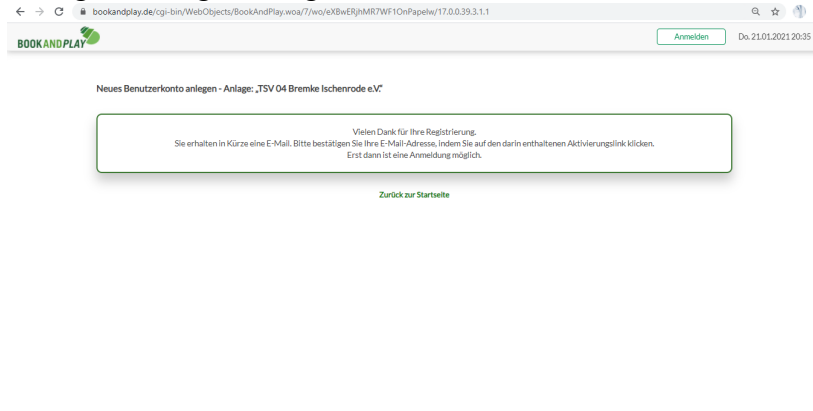 bookandplay.de/cgi-bin/WebObjects/BookAndPlay.woa/7/wo/eXBwERjhMR7WF1OnPapelw/17.0.0.39.3.1.1
BOOKANDPLAY
Anmelden
Do. 21.01.2021 20:35
Neues Benutzerkonto anlegen - Anlage: „TSV 04 Bremke Ischenrode e.V."
Vielen Dank für Ihre Registrierung.
Sie erhalten in Kürze eine E-Mail. Bitte bestätigen Sie Ihre E-Mail-Adresse, indem Sie auf den darin enthaltenen Aktivierungslink klicken.
Erst dann ist eine Anmeldung möglich.
Zurück zur Startseite